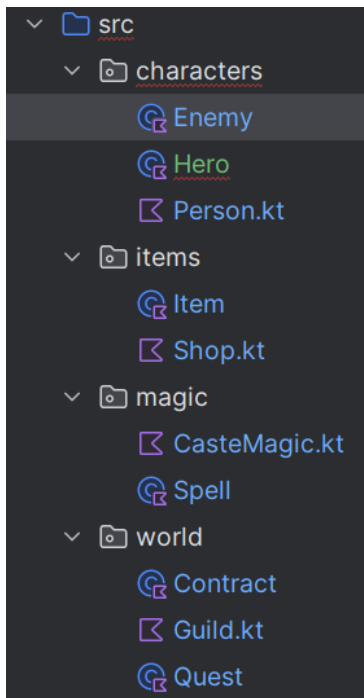 src
characters
Enemy
Hero
Person.kt
items
Item
Shop.kt
magic
CasteMagic.kt
Spell
world
Contract
Guild.kt
Quest